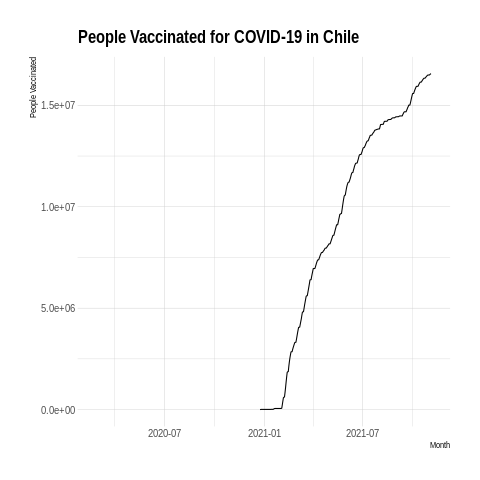 People Vaccinated for COVID-19 in Chile
People Vaccinated
1.5e+07
1.0e+07
5.0e+06
0.0e+00
2020-07
2021-01
2021-07
Month